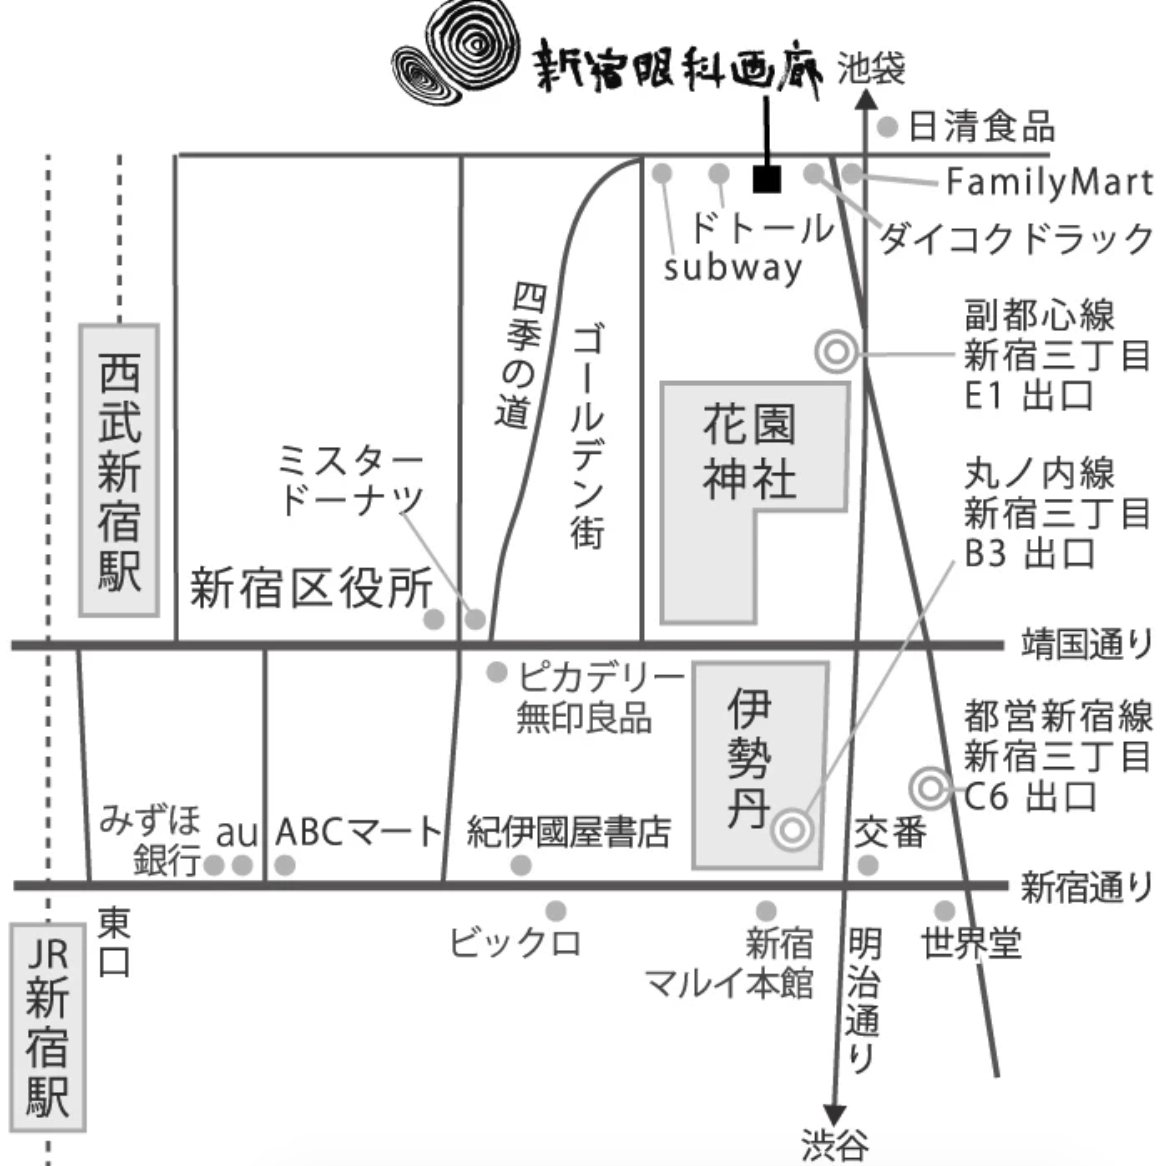 新宿眼科画廊
池袋
日清食品
FamilyMart
ドトール
ダイコクドラック
subway
副都心線
新宿三丁目
E1 出口
四季の道
ゴールデン街
西武新宿駅
花園
神社
ミスター
ドーナツ
丸ノ内線
新宿三丁目
B3 出口
新宿区役所
靖国通り
ピカデリー
無印良品
伊勢丹
都営新宿線
新宿三丁目
C6 出口
みずほ
銀行
au
ABCマート
紀伊國屋書店
交番
新宿通り
東口
JR新宿駅
ビックロ
新宿
マルイ本館
明治通り
世界堂
渋谷